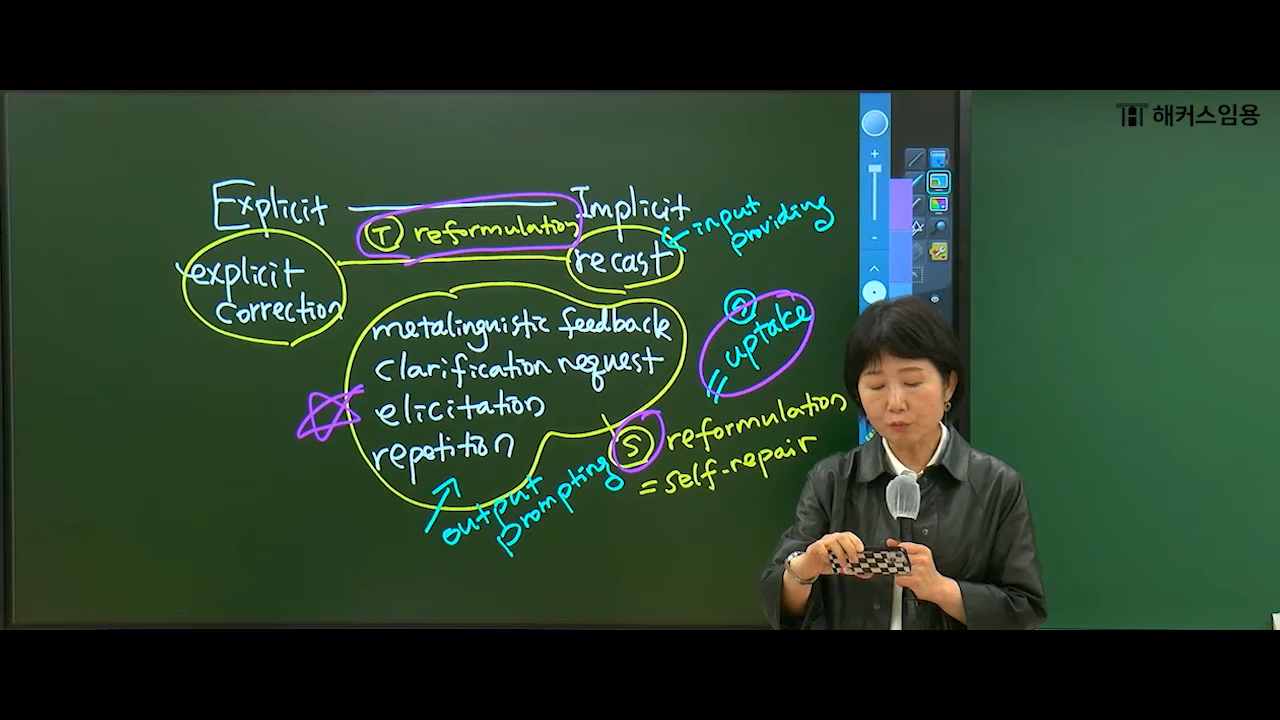 해커스임용
Explicit Implicit
T reformulation
input
providing
explicit
correction
recast
metalingnistic feedback
clarification request
elicitation
repetition
= uptake
S reformulation
= self-repair
output
prompting